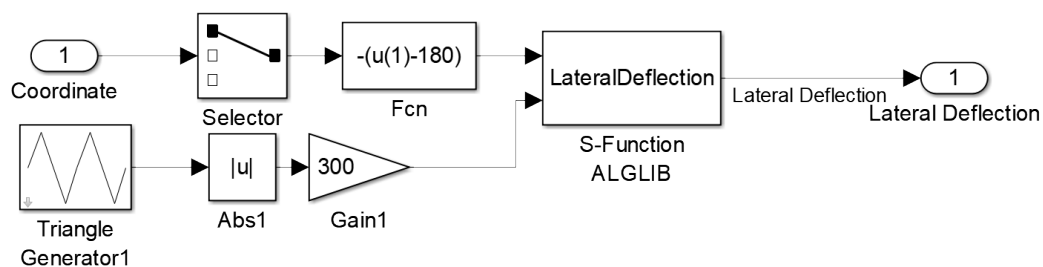 1
Coordinate
Selector
-(u(1)-180)
Fcn
LateralDeflection
S-Function
ALGLIB
Lateral Deflection
1
Lateral Deflection
Triangle
Generator1
|u|
Abs1
300
Gain1